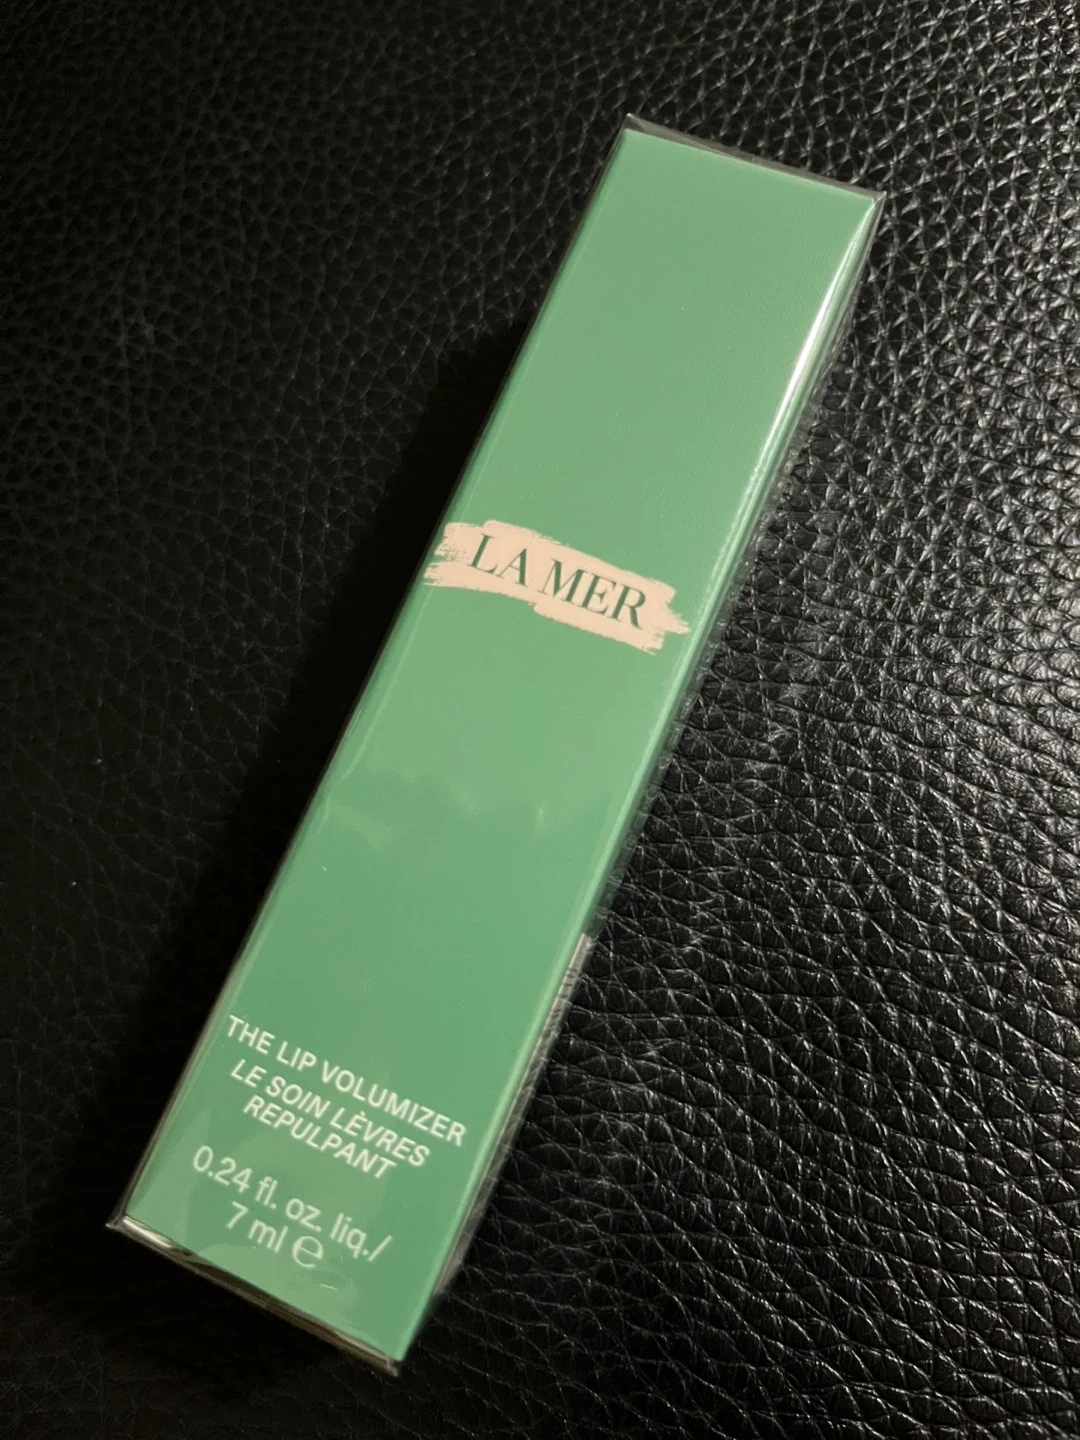 LA MER
THE LIP VOLUMIZER
LE SOIN LÈVRES
REPULPANT
0.24 fl. oz. liq./
7 ml ℮